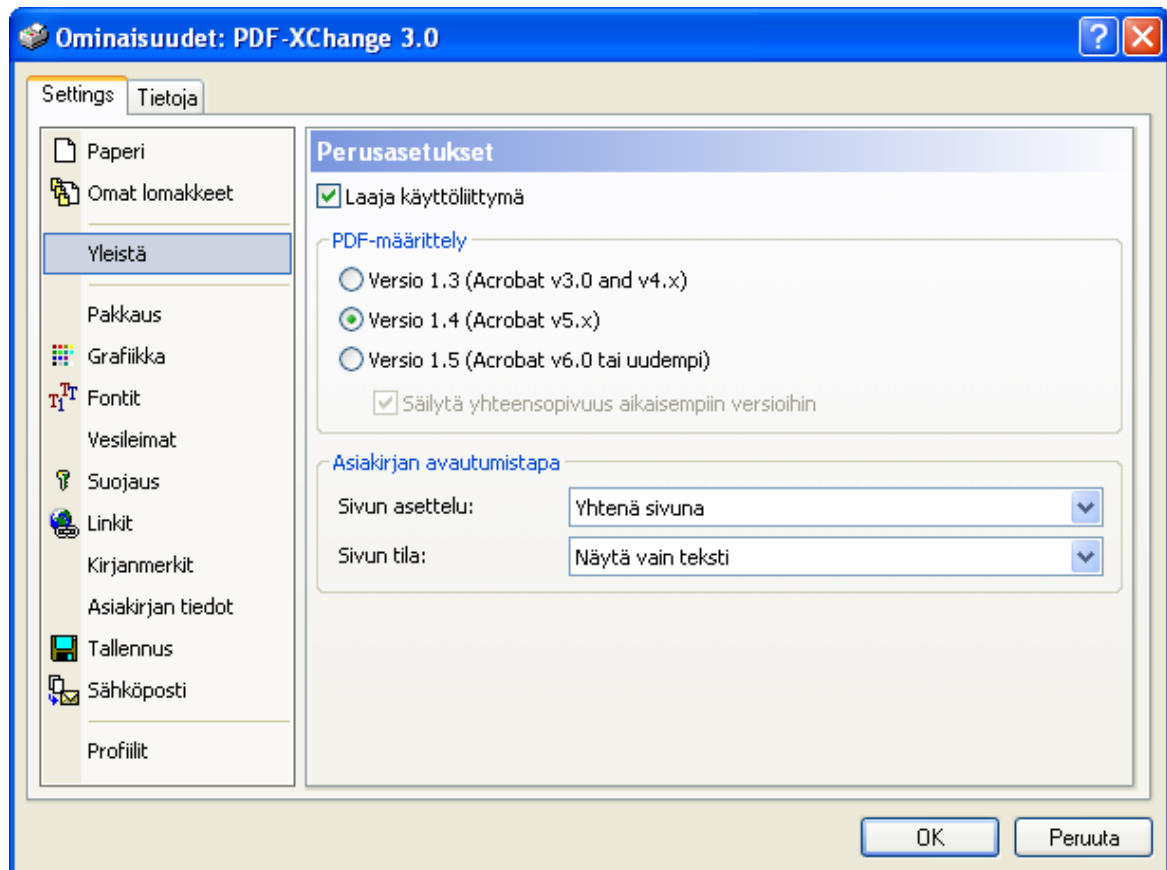 Ominaisuudet: PDF-XChange 3.0
Settings
Tietoja
Paperi
Omat lomakkeet
Yleistä
Pakkaus
Grafiikka
Fontit
Vesileimat
Suojaus
Linkit
Kirjanmerkit
Asiakirjan tiedot
Tallennus
Sähköposti
Profiilit
Perusasetukset
Laaja käyttöliittymä
PDF-määrittely
Versio 1.3 (Acrobat v3.0 and v4.x)
Versio 1.4 (Acrobat v5.x)
Versio 1.5 (Acrobat v6.0 tai uudempi)
Säilytä yhteensopivuus aikaisempiin versioihin
Asiakirjan avautumistapa
Sivun asettelu: Yhtenä sivuna
Sivun tila: Näytä vain teksti
OK
Peruuta